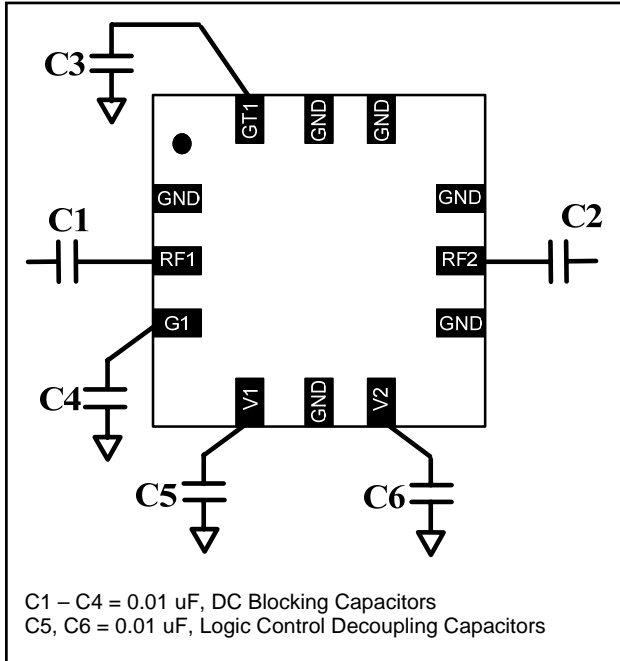 C3
GT1
GND
GND
GND
GND
C1
C2
RF1
RF2
G1
GND
C4
V1
GND
V2
C5
C6
C1 – C4 = 0.01 uF, DC Blocking Capacitors
C5, C6 = 0.01 uF, Logic Control Decoupling Capacitors